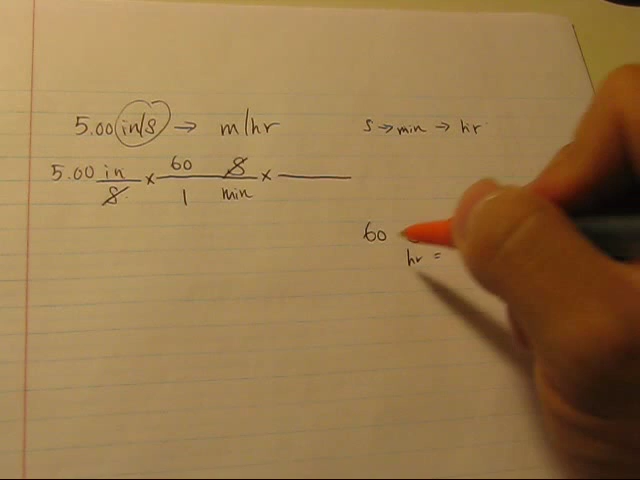 5.00 in/s → m/hr s → min → hr
5.00 in/s × 60 s/1 min ×
60
hr =